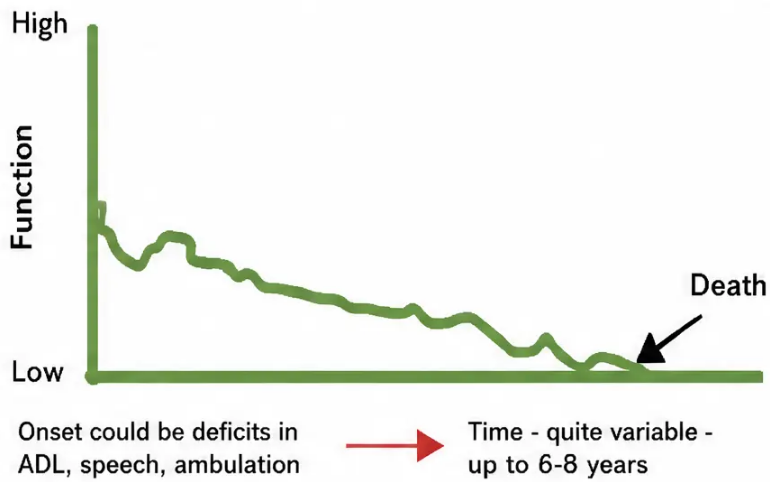 High
Function
Death
Low
Onset could be deficits in
ADL, speech, ambulation
Time - quite variable -
up to 6-8 years